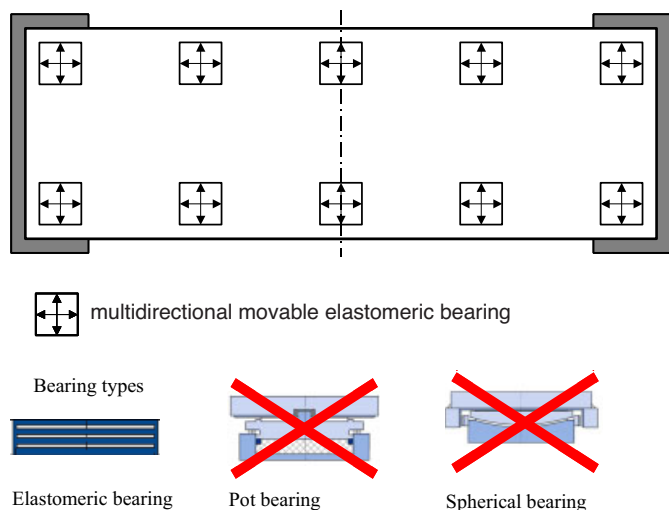 multidirectional movable elastomeric bearing
Bearing types
Elastomeric bearing
Pot bearing
Spherical bearing